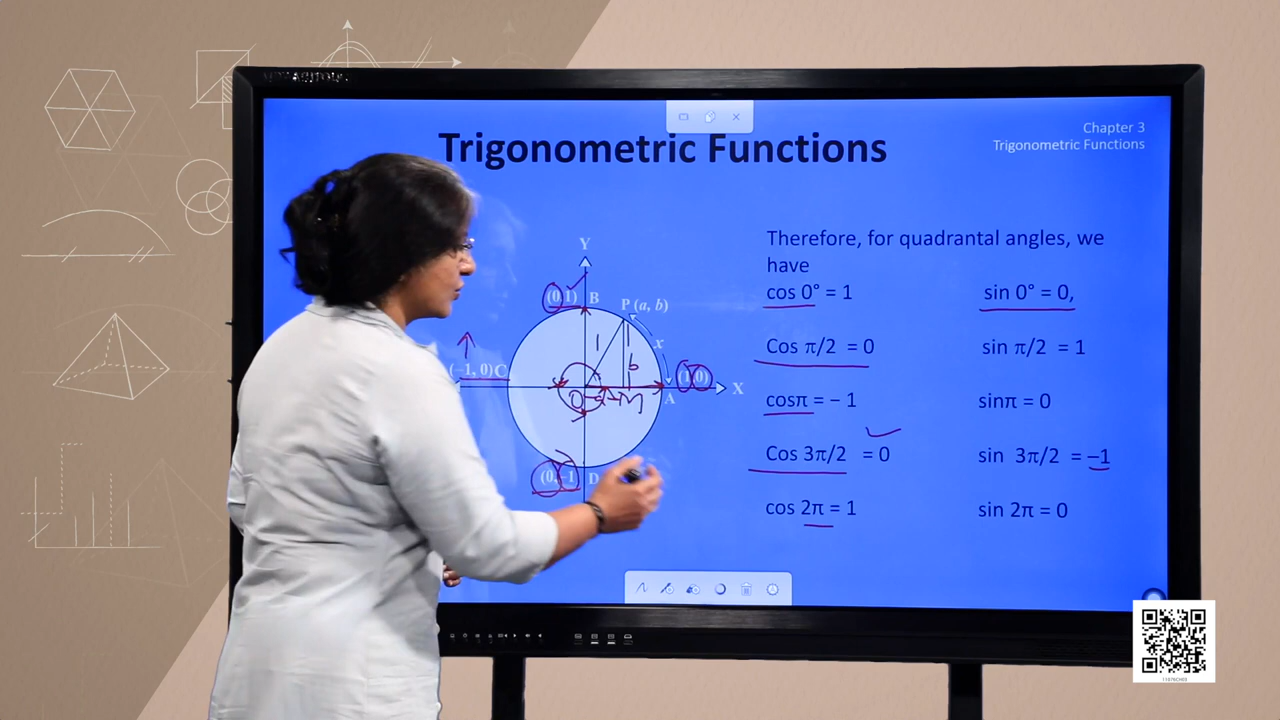 Trigonometric Functions
Chapter 3
Trigonometric Functions
Therefore, for quadrantal angles, we
have
cos 0° = 1
sin 0° = 0,
Cos π/2 = 0
sin π/2 = 1
cosπ = – 1
sinπ = 0
Cos 3π/2 = 0
sin 3π/2 = –1
cos 2π = 1
sin 2π = 0
Y
(0,1) B
P (a, b)
x
1
b
(–1, 0)C
(1,0)
X
O
a
M
A
(0,–1
D
11076CH03